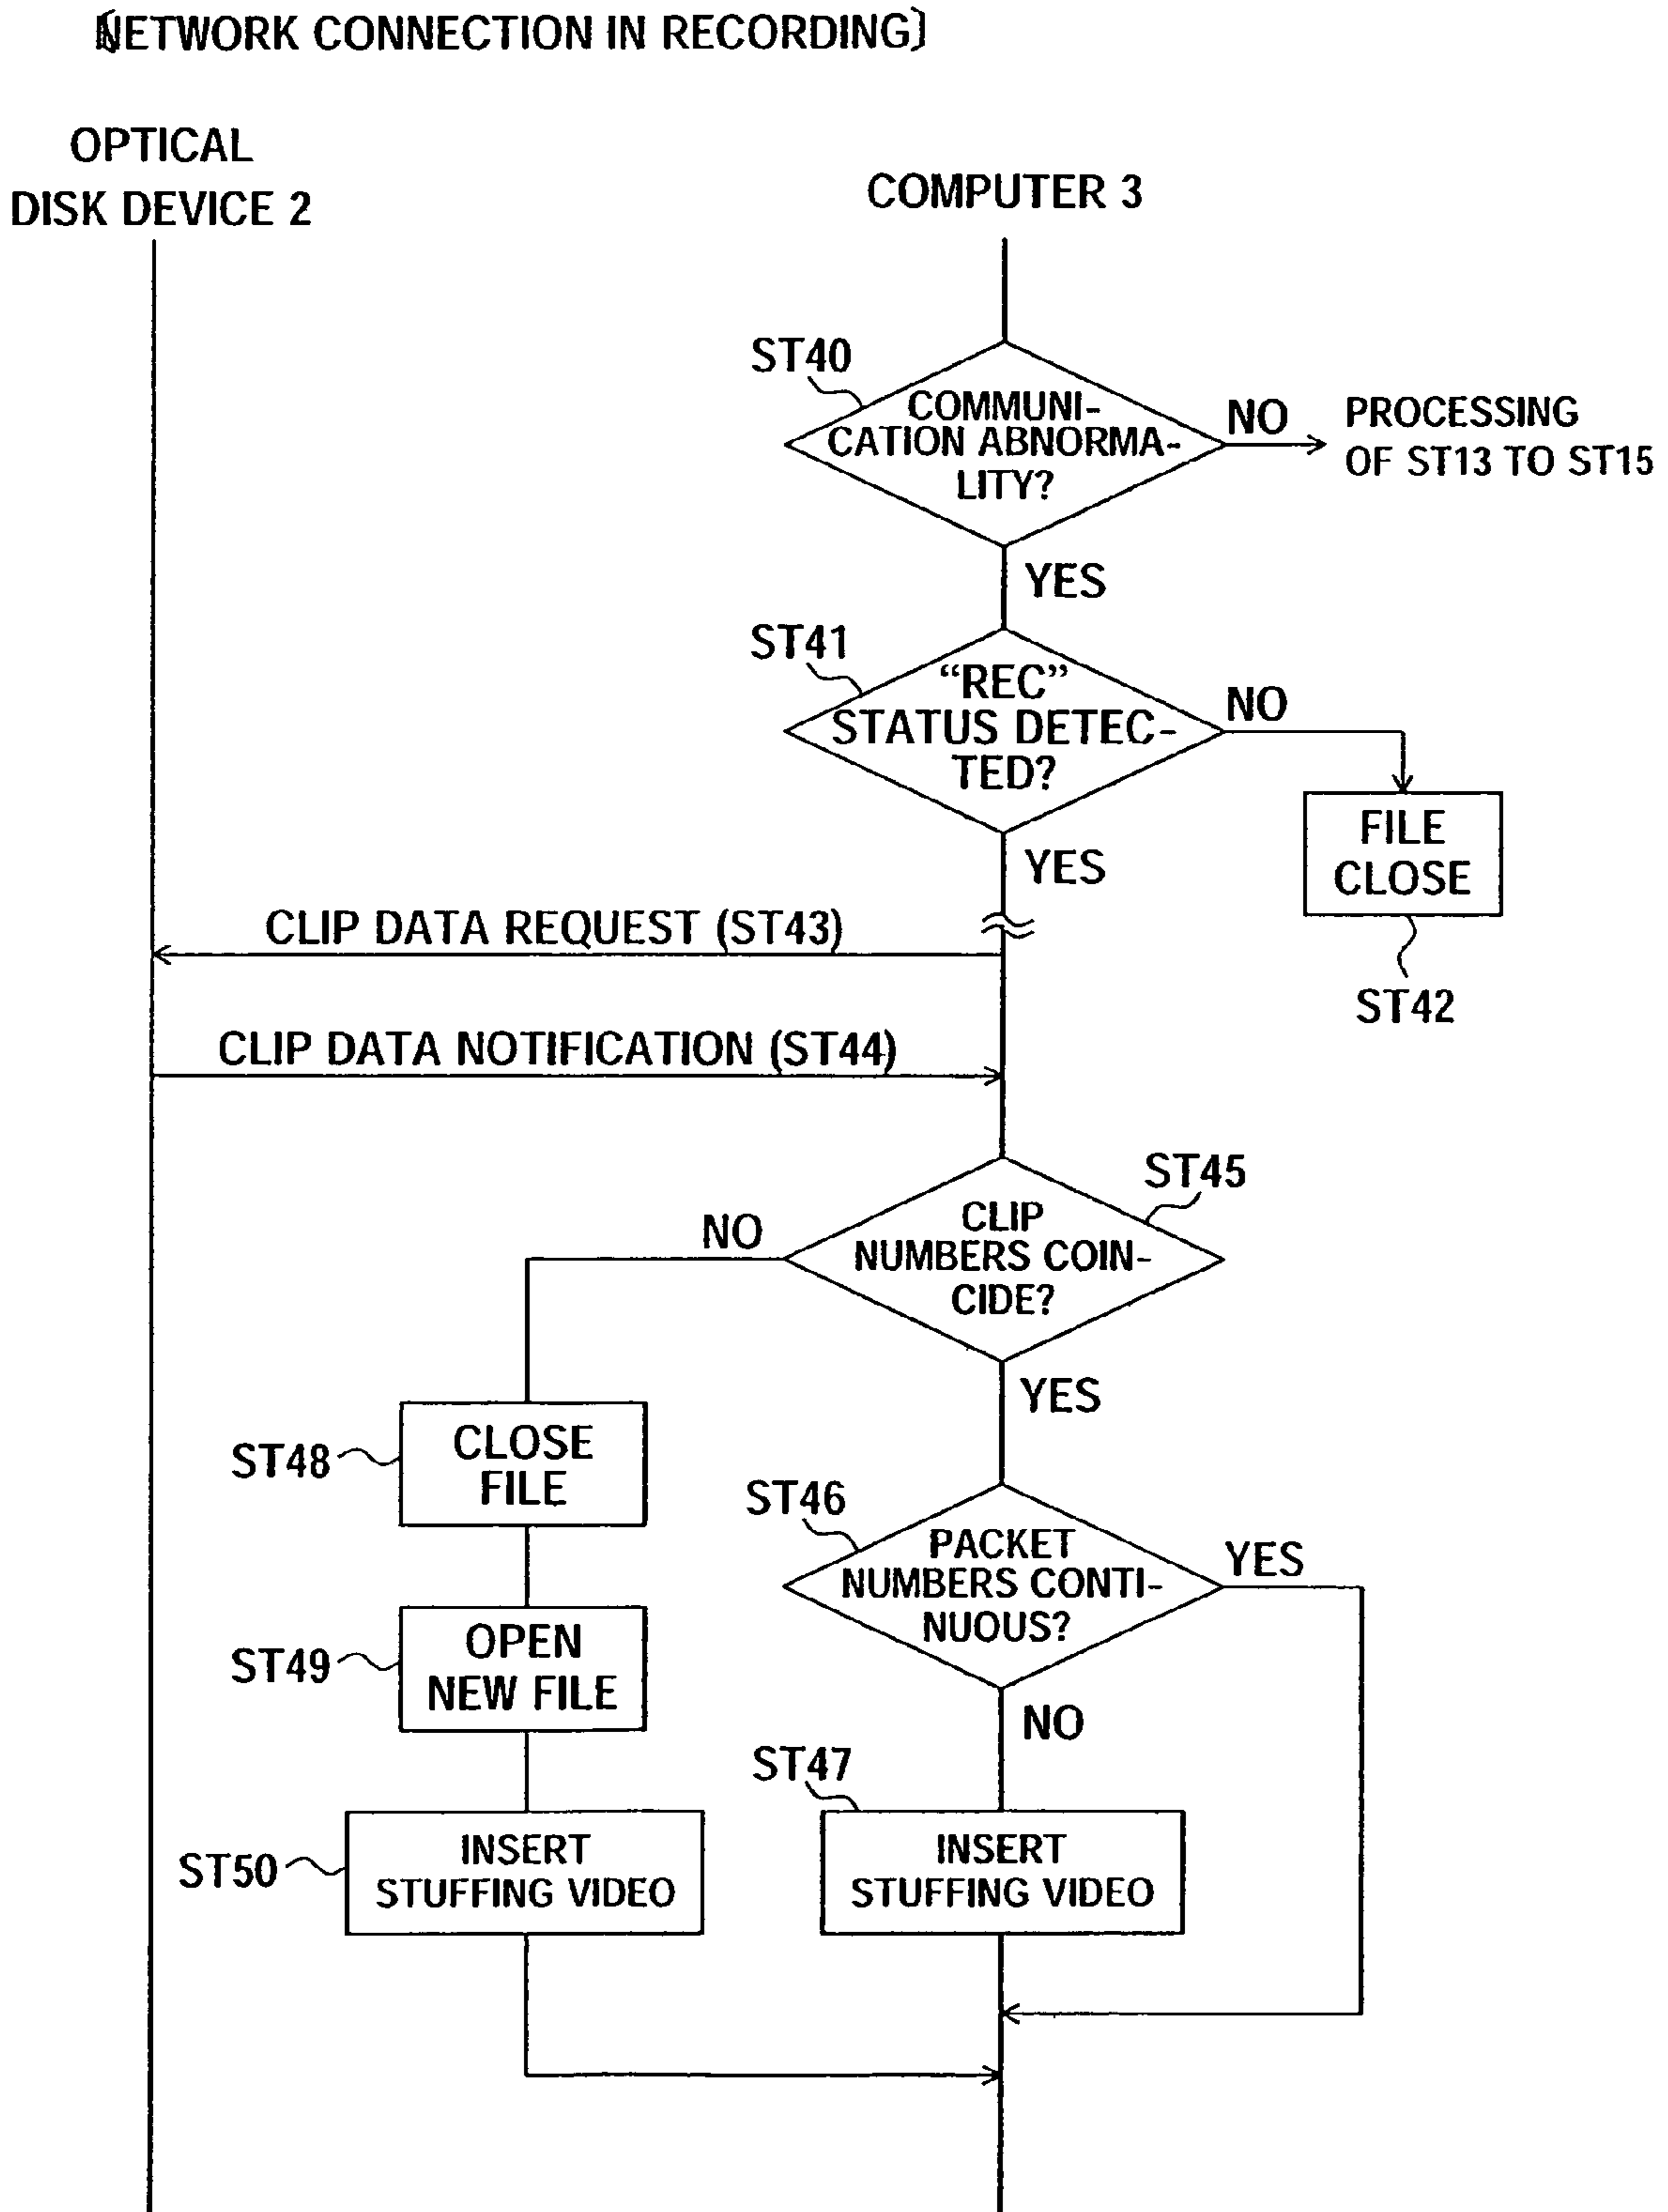 [NETWORK CONNECTION IN RECORDING]
OPTICAL
DISK DEVICE 2
COMPUTER 3
ST40
COMMUNI-
CATION ABNORMA-
LITY?
NO
PROCESSING
OF ST13 TO ST15
YES
ST41
“REC”
STATUS DETEC-
TED?
NO
FILE
CLOSE
ST42
YES
CLIP DATA REQUEST (ST43)
CLIP DATA NOTIFICATION (ST44)
ST45
CLIP
NUMBERS COIN-
CIDE?
NO
YES
ST48
CLOSE
FILE
ST46
PACKET
NUMBERS CONTI-
NUOUS?
YES
ST49
OPEN
NEW FILE
NO
ST47
ST50
INSERT
STUFFING VIDEO
INSERT
STUFFING VIDEO